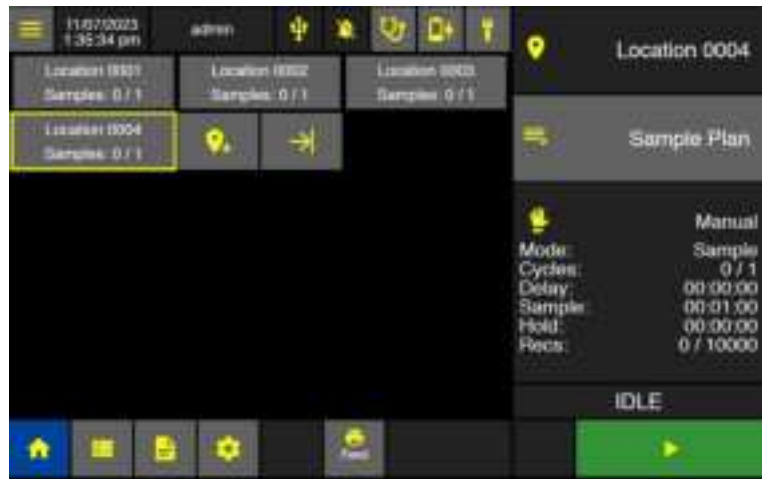 11/07/2023
1:35:34 pm
admin
Location 0004
Location 0001
Samples: 0 / 1
Location 0002
Samples: 0 / 1
Location 0003
Samples: 0 / 1
Location 0004
Samples: 0 / 1
Sample Plan
Manual
Mode: Sample
Cycles: 0 / 1
Delay: 00:00:00
Sample: 00:01:00
Hold: 00:00:00
Recs: 0 / 10000
IDLE